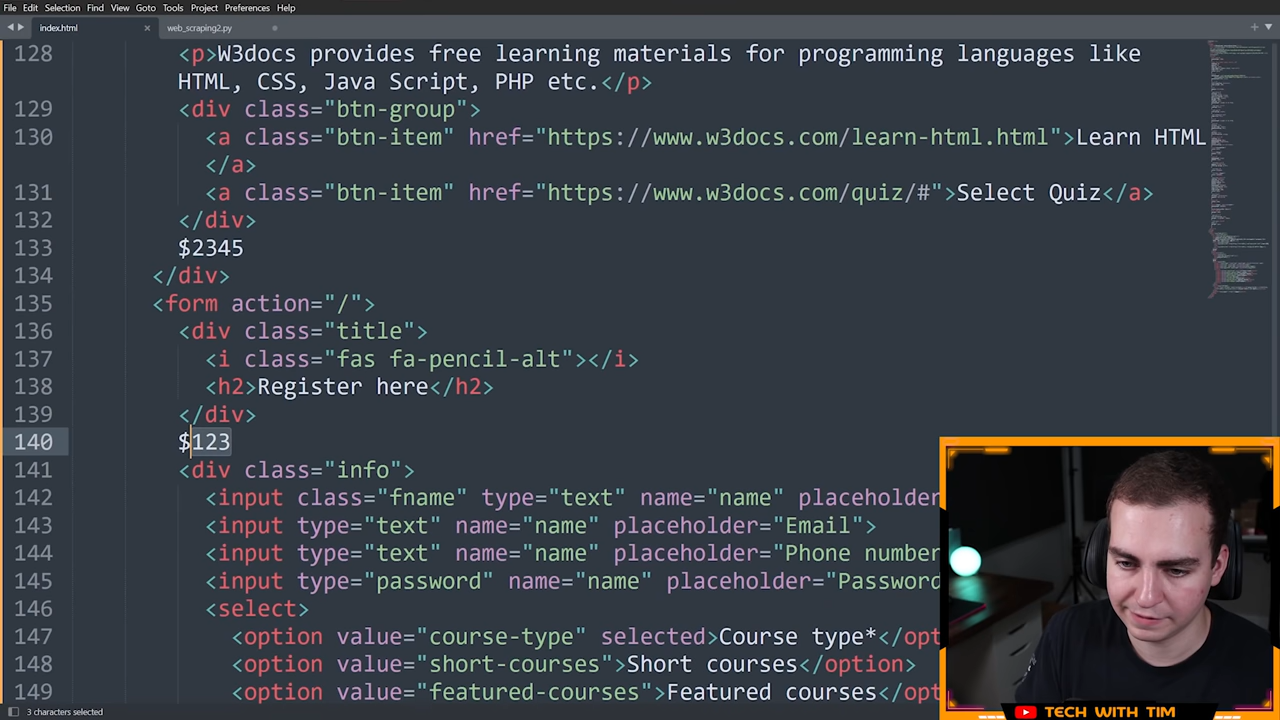 File Edit Selection Find View Goto Tools Project Preferences Help
index.html × web_scraping2.py
128 <p>W3docs provides free learning materials for programming languages like
HTML, CSS, Java Script, PHP etc.</p>
129 <div class="btn-group">
130 <a class="btn-item" href="https://www.w3docs.com/learn-html.html">Learn HTML
</a>
131 <a class="btn-item" href="https://www.w3docs.com/quiz/#">Select Quiz</a>
132 </div>
133 $2345
134 </div>
135 <form action="/">
136 <div class="title">
137 <i class="fas fa-pencil-alt"></i>
138 <h2>Register here</h2>
139 </div>
140 $123
141 <div class="info">
142 <input class="fname" type="text" name="name" placeholder
143 <input type="text" name="name" placeholder="Email">
144 <input type="text" name="name" placeholder="Phone number
145 <input type="password" name="name" placeholder="Password
146 <select>
147 <option value="course-type" selected>Course type*</opt
148 <option value="short-courses">Short courses</option>
149 <option value="featured-courses">Featured courses</opt
3 characters selected
TECH WITH TIM